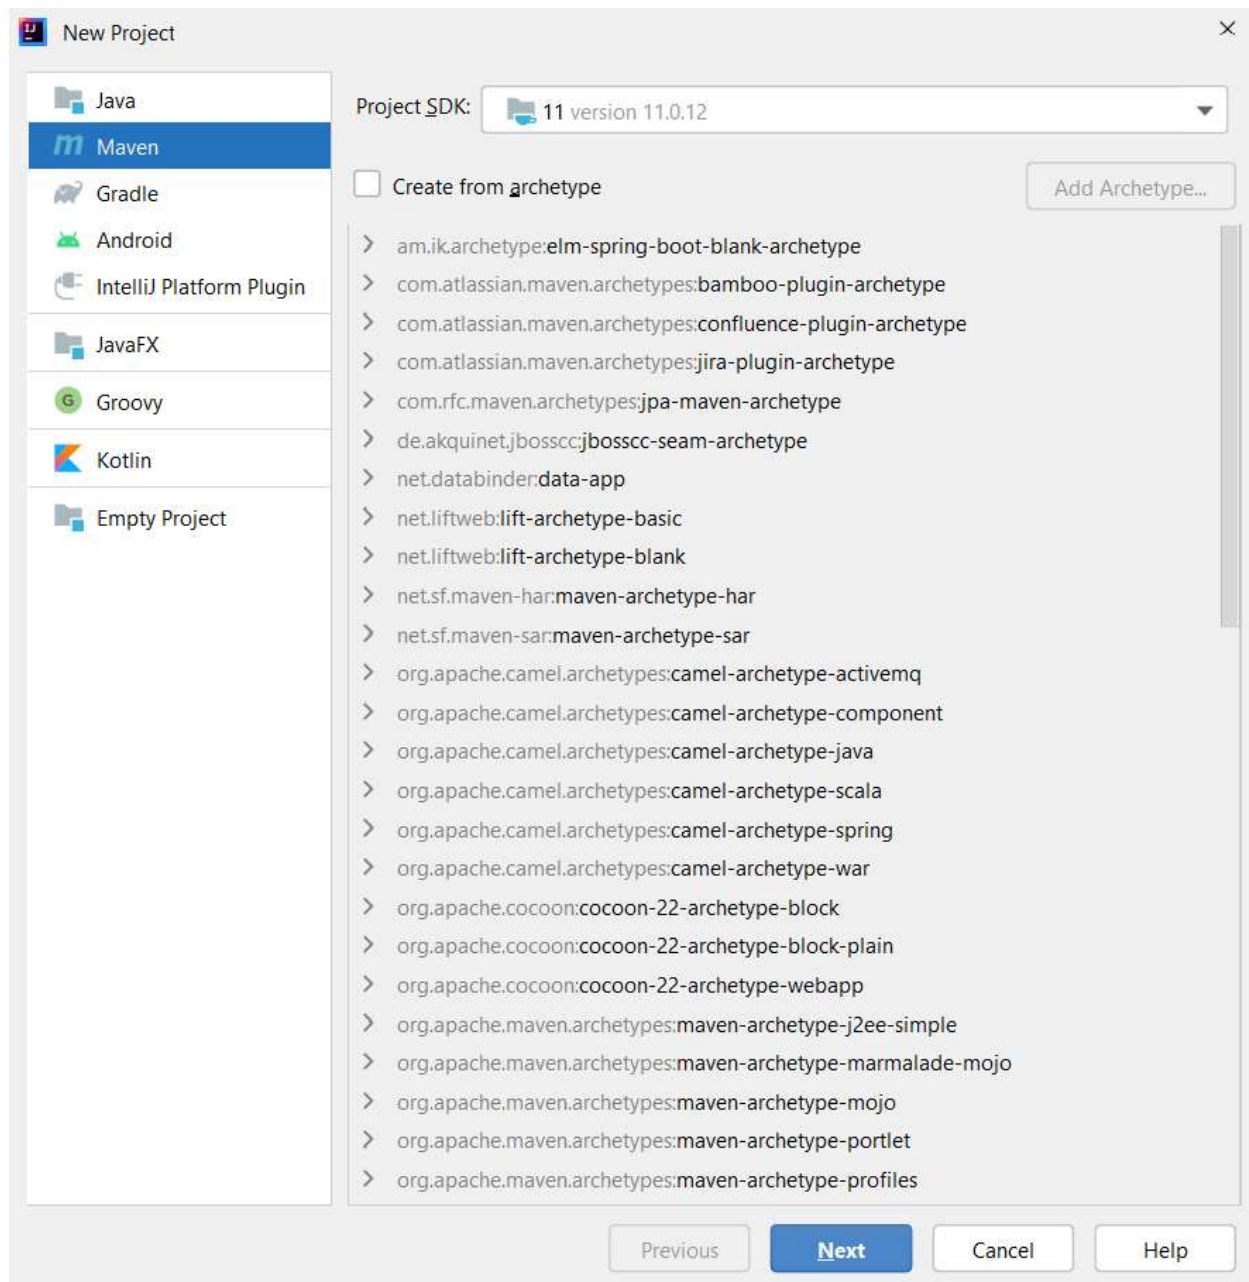 New Project
Java
Maven
Gradle
Android
IntelliJ Platform Plugin
JavaFX
Groovy
Kotlin
Empty Project
Project SDK: 11 version 11.0.12
Create from archetype
Add Archetype...
am.ik.archetype:elm-spring-boot-blank-archetype
com.atlassian.maven.archetypes:bamboo-plugin-archetype
com.atlassian.maven.archetypes:confluence-plugin-archetype
com.atlassian.maven.archetypes:jira-plugin-archetype
com.rfc.maven.archetypes:jpa-maven-archetype
de.akquinet.jbosscc:jbosscc-seam-archetype
net.databinder:data-app
net.liftweb:lift-archetype-basic
net.liftweb:lift-archetype-blank
net.sf.maven-har:maven-archetype-har
net.sf.maven-sar:maven-archetype-sar
org.apache.camel.archetypes:camel-archetype-activemq
org.apache.camel.archetypes:camel-archetype-component
org.apache.camel.archetypes:camel-archetype-java
org.apache.camel.archetypes:camel-archetype-scala
org.apache.camel.archetypes:camel-archetype-spring
org.apache.camel.archetypes:camel-archetype-war
org.apache.cocoon:cocoon-22-archetype-block
org.apache.cocoon:cocoon-22-archetype-block-plain
org.apache.cocoon:cocoon-22-archetype-webapp
org.apache.maven.archetypes:maven-archetype-j2ee-simple
org.apache.maven.archetypes:maven-archetype-marmalade-mojo
org.apache.maven.archetypes:maven-archetype-mojo
org.apache.maven.archetypes:maven-archetype-portlet
org.apache.maven.archetypes:maven-archetype-profiles
Previous
Next
Cancel
Help